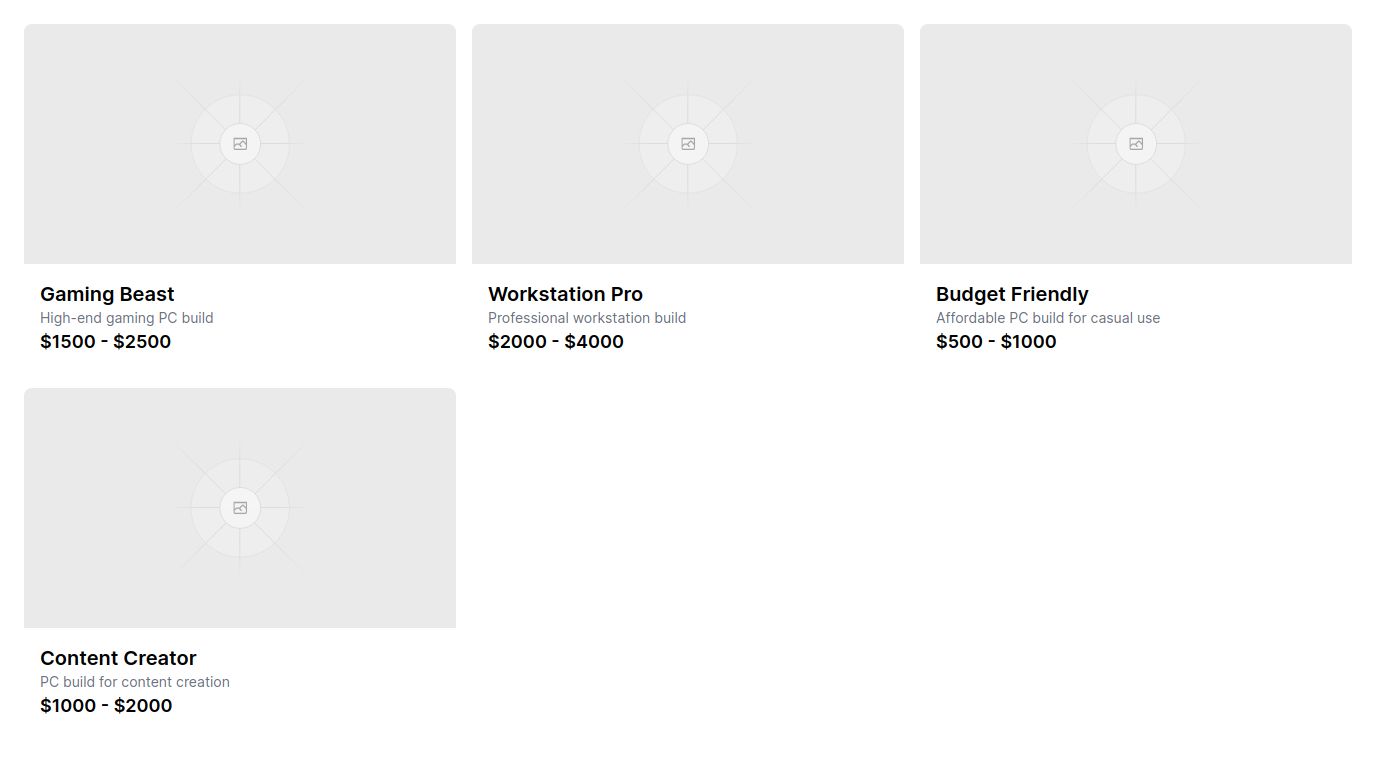 Gaming Beast
High-end gaming PC build
$1500 - $2500
Workstation Pro
Professional workstation build
$2000 - $4000
Budget Friendly
Affordable PC build for casual use
$500 - $1000
Content Creator
PC build for content creation
$1000 - $2000